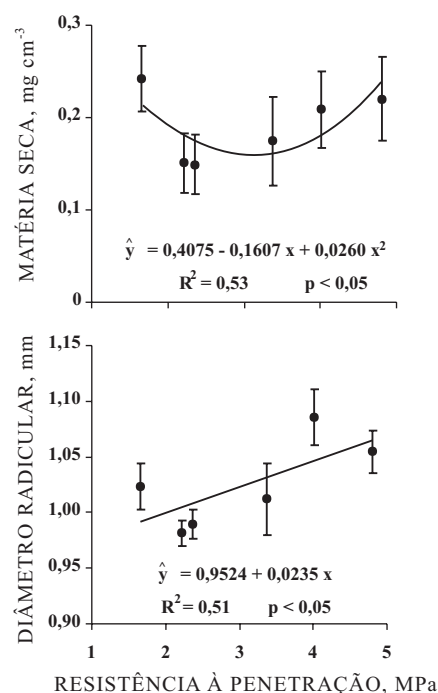 MATÉRIA SECA, mg cm⁻³
0,3
0,2
0,1
0
ŷ = 0,4075 - 0,1607 x + 0,0260 x²
R² = 0,53 p < 0,05
DIÂMETRO RADICULAR, mm
1,15
1,10
1,05
1,00
0,95
0,90
ŷ = 0,9524 + 0,0235 x
R² = 0,51 p < 0,05
1 2 3 4 5
RESISTÊNCIA À PENETRAÇÃO, MPa